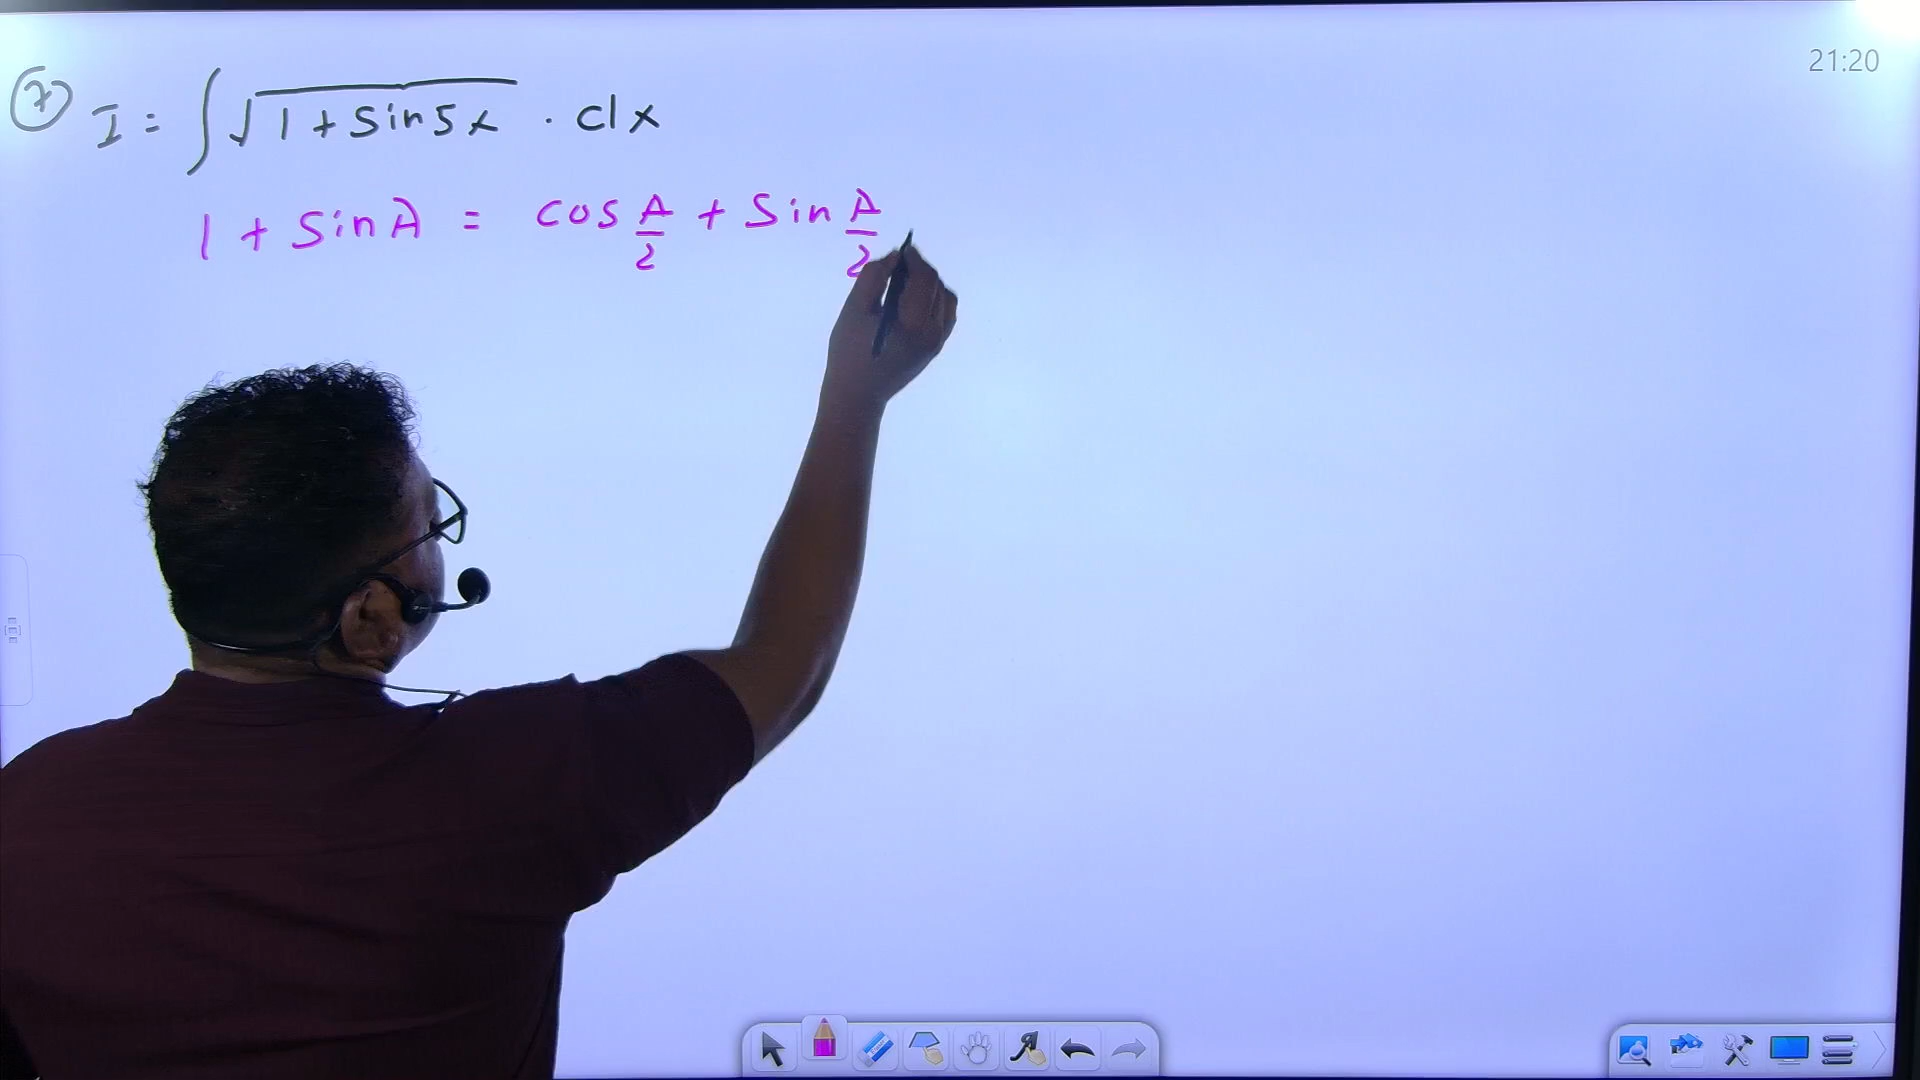 21:20
⑦ I = ∫ √(1 + Sin5x) · dx
1 + SinA = cos A/2 + Sin A/2